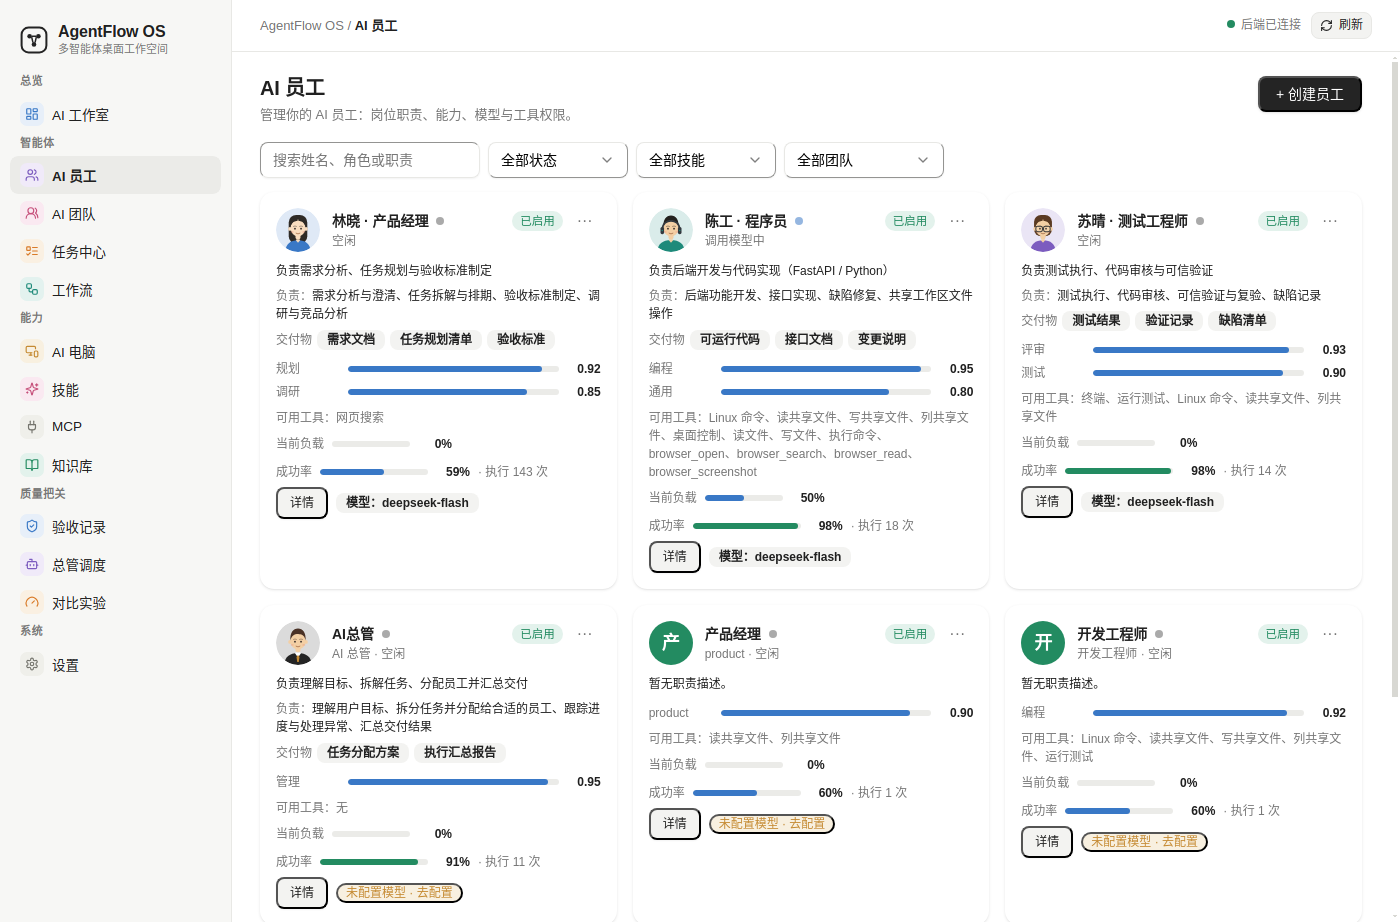 AgentFlow OS
多智能体桌面工作空间
总览
AI 工作室
智能体
AI 员工
AI 团队
任务中心
工作流
能力
AI 电脑
技能
MCP
知识库
质量把关
验收记录
总管调度
对比实验
系统
设置
AgentFlow OS / AI 员工
后端已连接
刷新
AI 员工
管理你的 AI 员工：岗位职责、能力、模型与工具权限。
+ 创建员工
搜索姓名、角色或职责
全部状态
全部技能
全部团队
林晓 · 产品经理
已启用
···
空闲
负责需求分析、任务规划与验收标准制定
负责：需求分析与澄清、任务拆解与排期、验收标准制定、调
研与竞品分析
交付物 需求文档 任务规划清单 验收标准
规划 0.92
调研 0.85
可用工具：网页搜索
当前负载 0%
成功率 59% · 执行 143 次
详情 模型：deepseek-flash
陈工 · 程序员
已启用
···
调用模型中
负责后端开发与代码实现（FastAPI / Python）
负责：后端功能开发、接口实现、缺陷修复、共享工作区文件
操作
交付物 可运行代码 接口文档 变更说明
编程 0.95
通用 0.80
可用工具：Linux 命令、读共享文件、写共享文件、列共享文
件、桌面控制、读文件、写文件、执行命令、
browser_open、browser_search、browser_read、
browser_screenshot
当前负载 50%
成功率 98% · 执行 18 次
详情 模型：deepseek-flash
苏晴 · 测试工程师
已启用
···
空闲
负责测试执行、代码审核与可信验证
负责：测试执行、代码审核、可信验证与复验、缺陷记录
交付物 测试结果 验证记录 缺陷清单
评审 0.93
测试 0.90
可用工具：终端、运行测试、Linux 命令、读共享文件、列共
享文件
当前负载 0%
成功率 98% · 执行 14 次
详情 模型：deepseek-flash
AI总管
已启用
···
AI 总管 · 空闲
负责理解目标、拆解任务、分配员工并汇总交付
负责：理解用户目标、拆分任务并分配给合适的员工、跟踪进
度与处理异常、汇总交付结果
交付物 任务分配方案 执行汇总报告
管理 0.95
可用工具：无
当前负载 0%
成功率 91% · 执行 11 次
详情 未配置模型 · 去配置
产
产品经理
已启用
···
product · 空闲
暂无职责描述。
product 0.90
可用工具：读共享文件、列共享文件
当前负载 0%
成功率 60% · 执行 1 次
详情 未配置模型 · 去配置
开
开发工程师
已启用
···
开发工程师 · 空闲
暂无职责描述。
编程 0.92
可用工具：Linux 命令、读共享文件、写共享文件、列共享文
件、运行测试
当前负载 0%
成功率 60% · 执行 1 次
详情 未配置模型 · 去配置